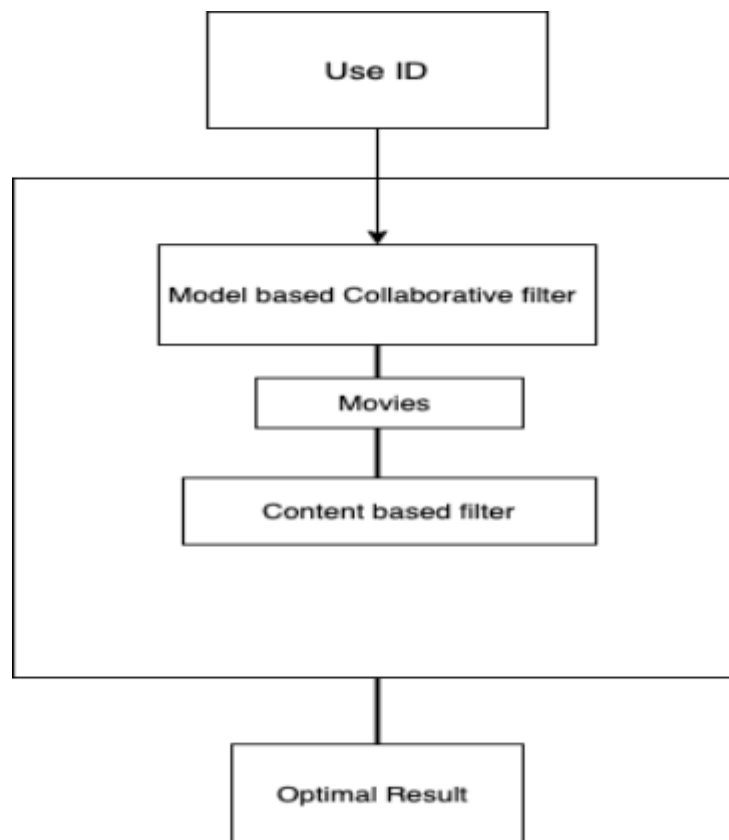 Use ID
Model based Collaborative filter
Movies
Content based filter
Optimal Result